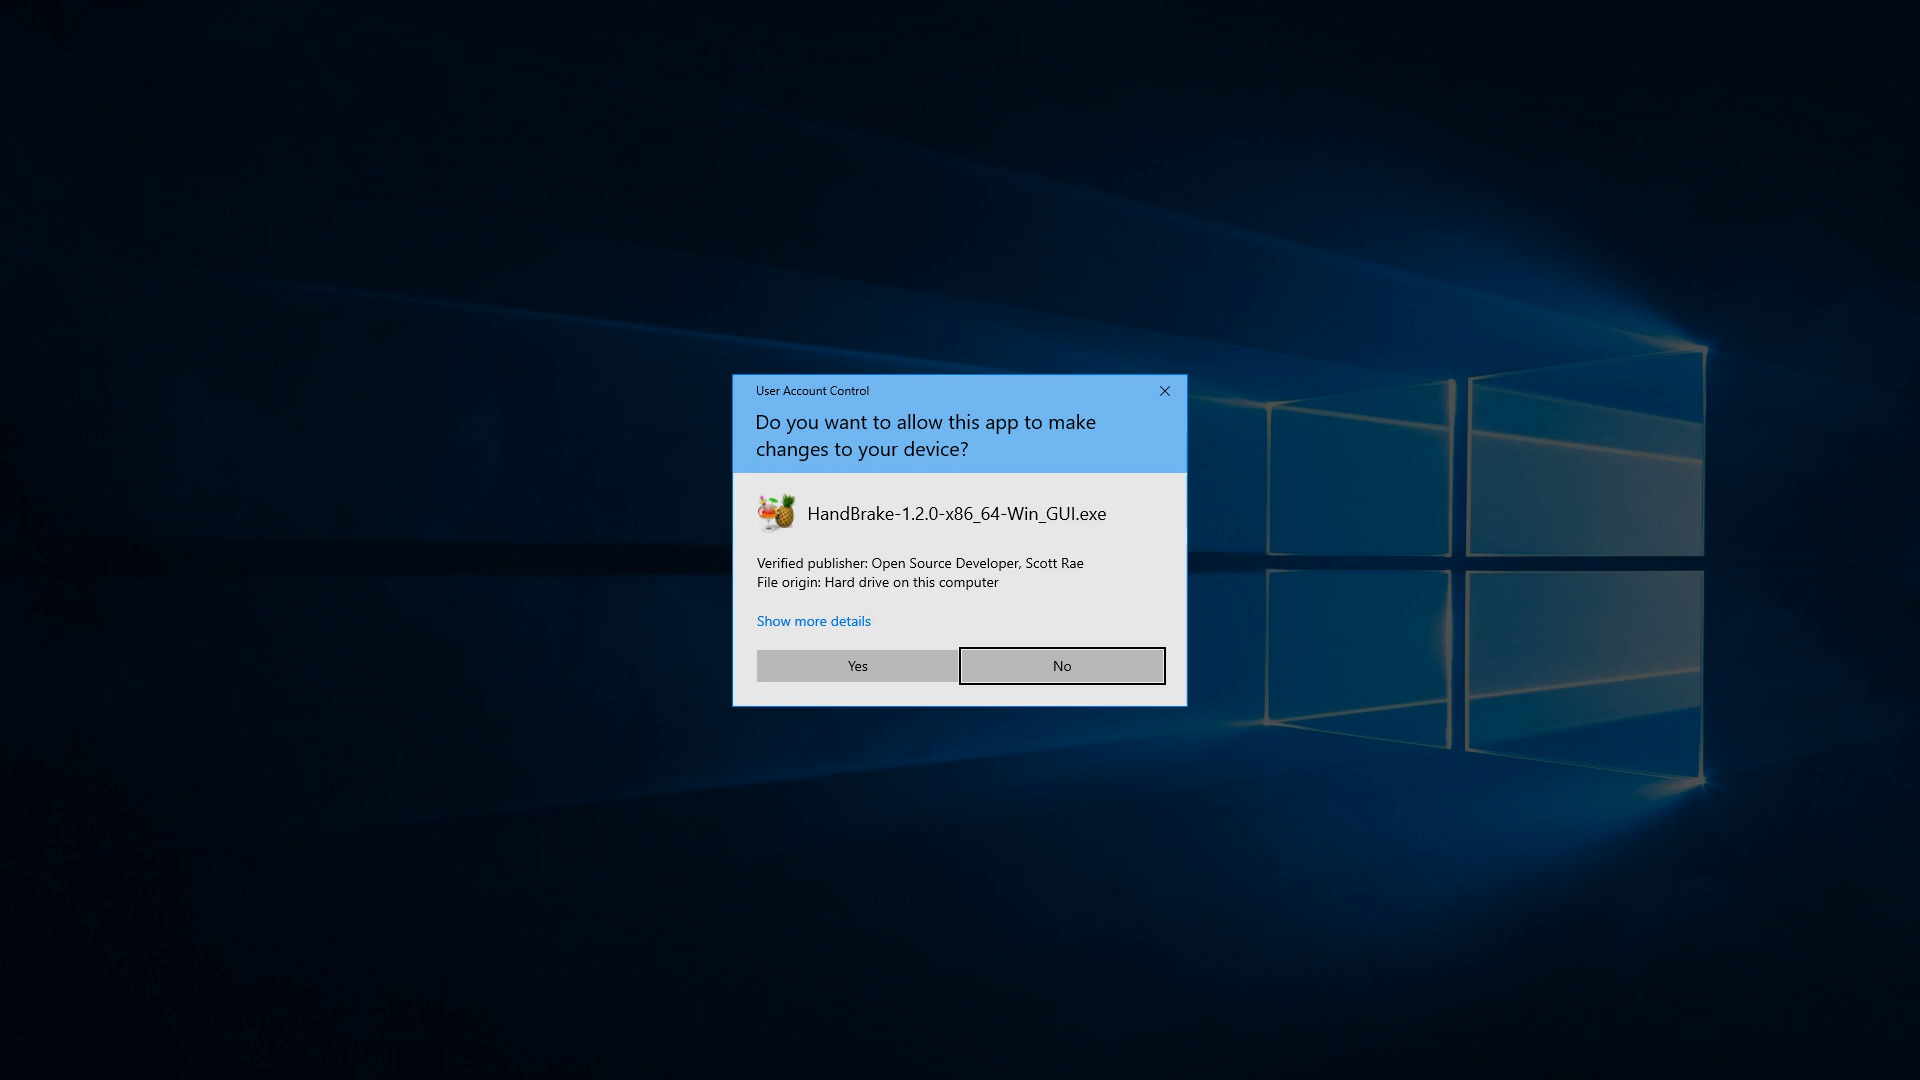 User Account Control
Do you want to allow this app to make
changes to your device?
HandBrake-1.2.0-x86_64-Win_GUI.exe
Verified publisher: Open Source Developer, Scott Rae
File origin: Hard drive on this computer
Show more details
Yes
No